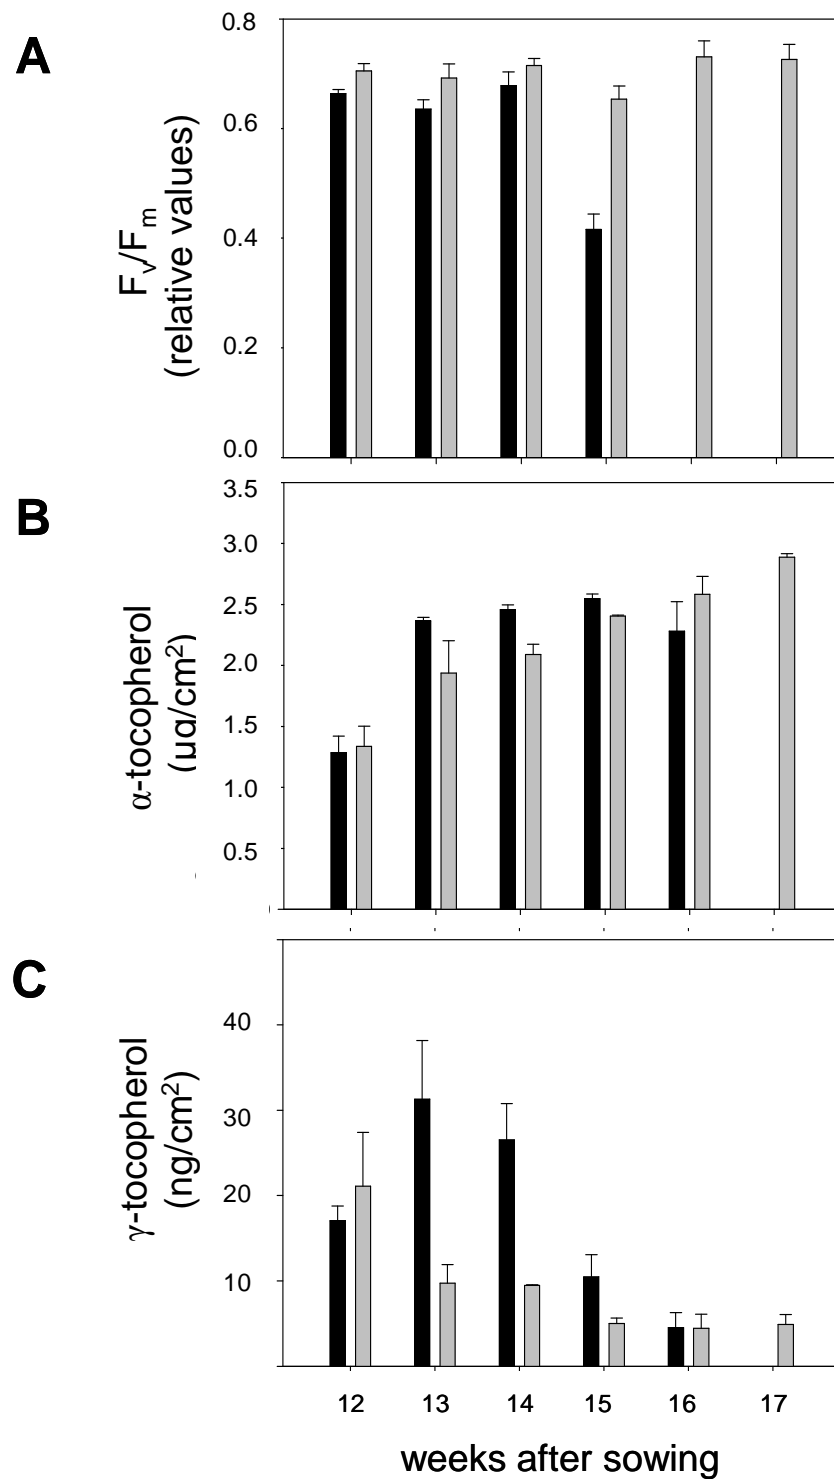 A
0.8
0.6
0.4
0.2
0.0
Fv/Fm
(relative values)
B
3.5
3.0
2.5
2.0
1.5
1.0
0.5
α-tocopherol
(µg/cm²)
C
40
30
20
10
γ-tocopherol
(ng/cm²)
12 13 14 15 16 17
weeks after sowing